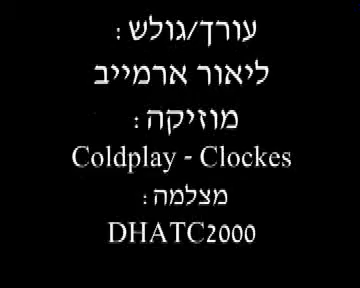 עורך/גולש :
ליאור ארמייב
מוזיקה :
Coldplay - Clockes
מצלמה :
DHATC2000